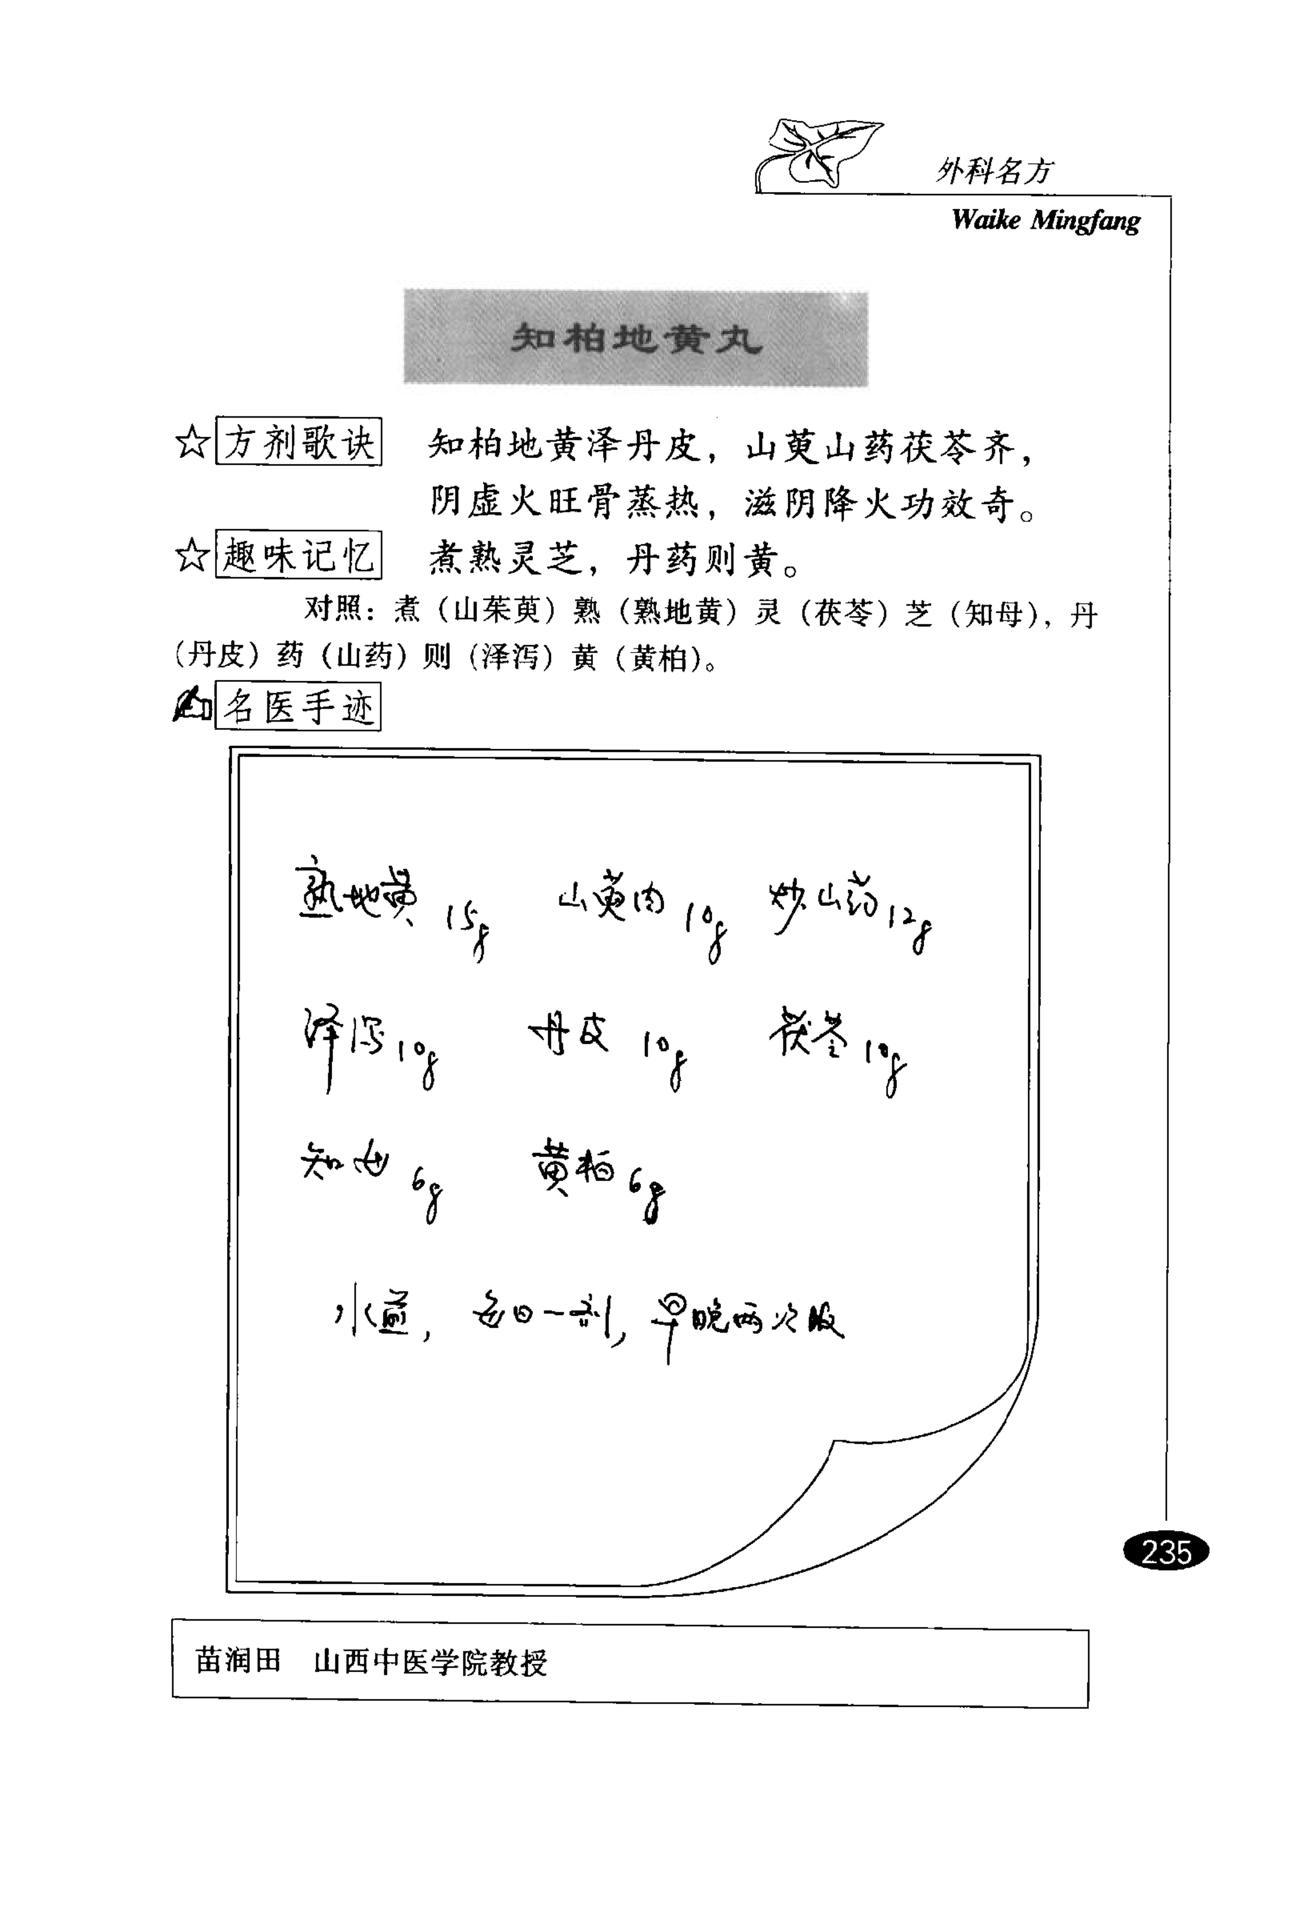 外科名方
Waike Mingfang
知柏地黄丸
☆方剂歌诀 知柏地黄泽丹皮，山萸山药茯苓齐，
阴虚火旺骨蒸热，滋阴降火功效奇。
☆趣味记忆 煮熟灵芝，丹药则黄。
对照：煮（山茱萸）熟（熟地黄）灵（茯苓）芝（知母），丹
（丹皮）药（山药）则（泽泻）黄（黄柏）。
名医手迹
熟地黄 15g 山萸肉 10g 炒山药 12g
泽泻 10g 丹皮 10g 茯苓 10g
知母 6g 黄柏 6g
水煎，每日一剂，早晚两次服
235
苗润田 山西中医学院教授